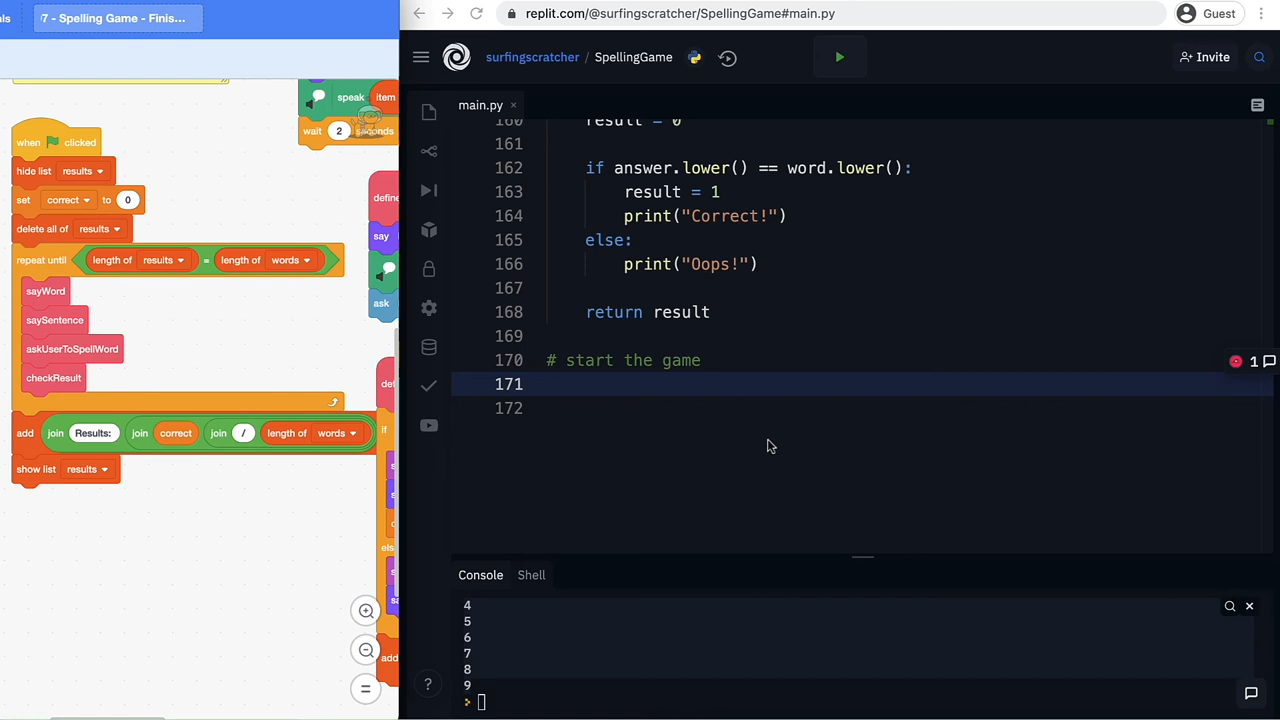 als
7 - Spelling Game - Finis...
replit.com/@surfingscratcher/SpellingGame#main.py
Guest
surfingscratcher / SpellingGame
Invite
main.py ×
speak item
wait 2 seconds
when clicked
hide list results
set correct to 0
delete all of results
repeat until length of results = length of words
sayWord
saySentence
askUserToSpellWord
checkResult
add join Results: join correct join / length of words
show list results
define
say
ask
if
els
add
160 result = 0
161
162 if answer.lower() == word.lower():
163 result = 1
164 print("Correct!")
165 else:
166 print("Oops!")
167
168 return result
169
170 # start the game
171
172
1
Console Shell
4
5
6
7
8
9